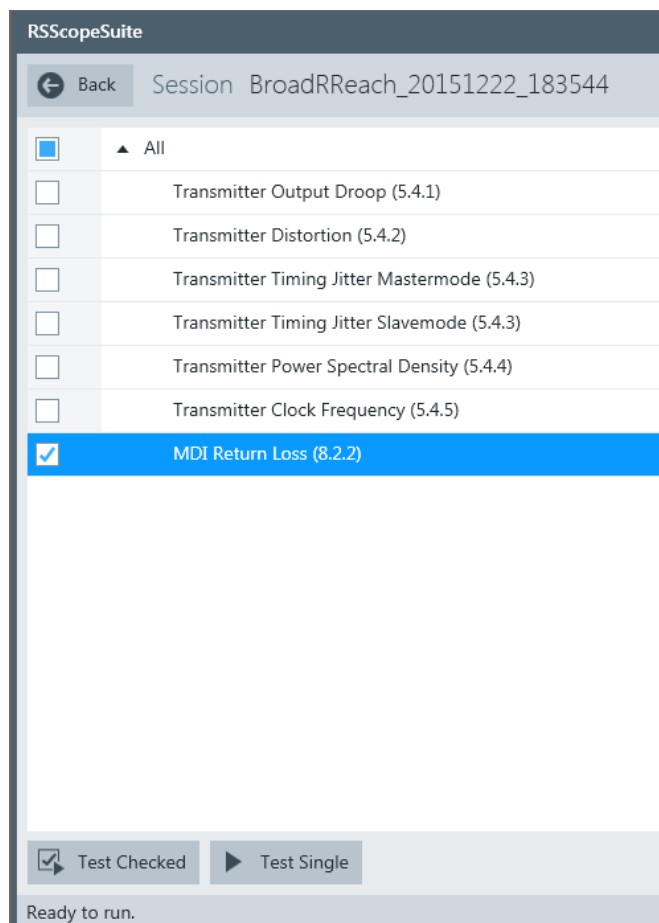 RSScopeSuite
Back Session BroadRReach_20151222_183544
All
Transmitter Output Droop (5.4.1)
Transmitter Distortion (5.4.2)
Transmitter Timing Jitter Mastermode (5.4.3)
Transmitter Timing Jitter Slavemode (5.4.3)
Transmitter Power Spectral Density (5.4.4)
Transmitter Clock Frequency (5.4.5)
MDI Return Loss (8.2.2)
Test Checked Test Single
Ready to run.